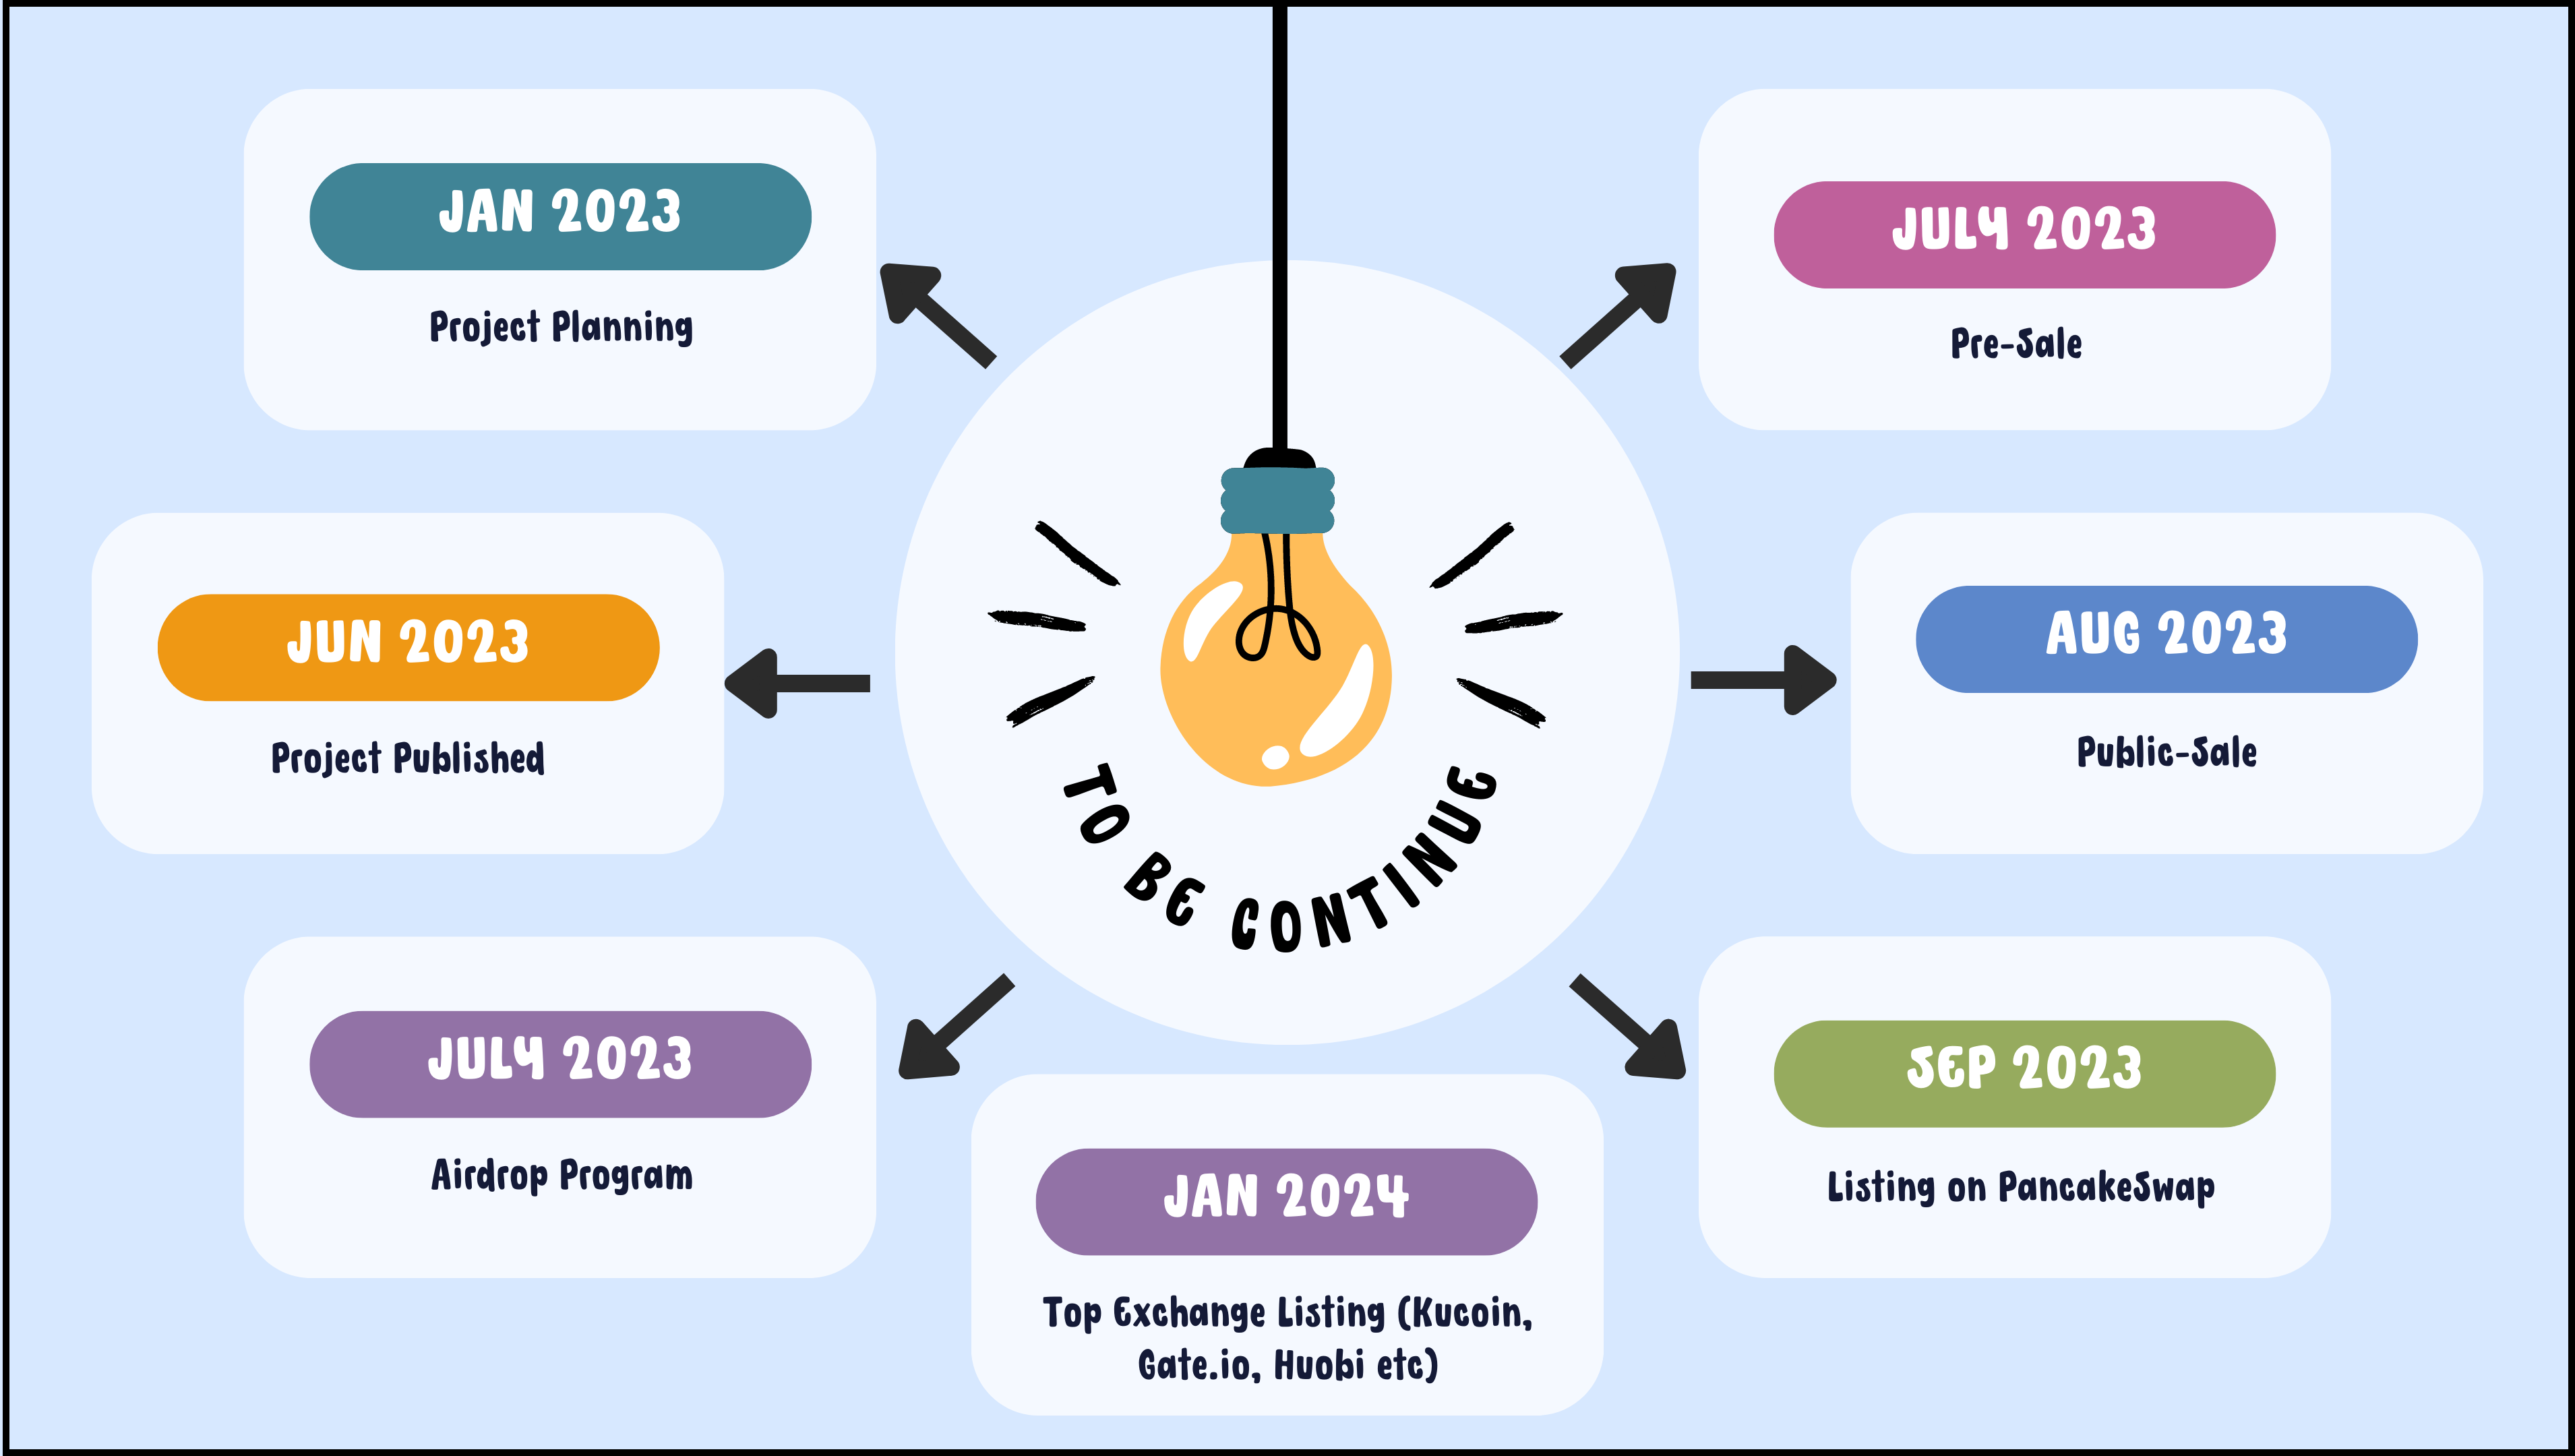 JAN 2023
Project Planning
JUN 2023
Project Published
JULY 2023
Airdrop Program
TO BE CONTINUE
JAN 2024
Top Exchange Listing (Kucoin,
Gate.io, Huobi etc)
JULY 2023
Pre-Sale
AUG 2023
Public-Sale
SEP 2023
Listing on PancakeSwap